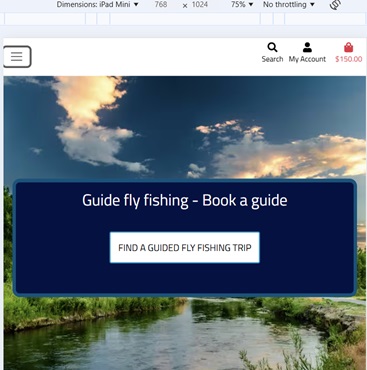 Dimensions: iPad Mini ▼ 768 × 1024 75% ▼ No throttling ▼
Search My Account $150.00
Guide fly fishing - Book a guide
FIND A GUIDED FLY FISHING TRIP